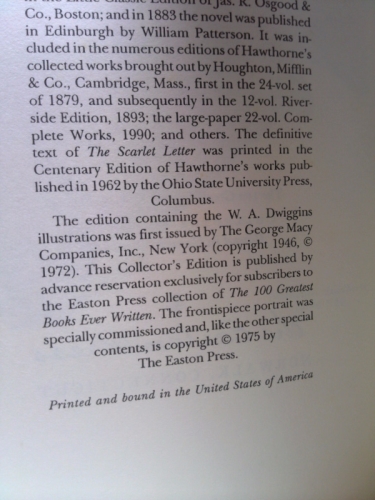 in the Little Classic Edition of Jas. R. Osgood &
Co., Boston; and in 1883 the novel was published
in Edinburgh by William Patterson. It was in-
cluded in the numerous editions of Hawthorne's
collected works brought out by Houghton, Mifflin
& Co., Cambridge, Mass., first in the 24-vol. set
of 1879, and subsequently in the 12-vol. River-
side Edition, 1893; the large-paper 22-vol. Com-
plete Works, 1990; and others. The definitive
text of The Scarlet Letter was printed in the
Centenary Edition of Hawthorne's works pub-
lished in 1962 by the Ohio State University Press,
Columbus.
The edition containing the W. A. Dwiggins
illustrations was first issued by The George Macy
Companies, Inc., New York (copyright 1946, ©
1972). This Collector's Edition is published by
advance reservation exclusively for subscribers to
the Easton Press collection of The 100 Greatest
Books Ever Written. The frontispiece portrait was
specially commissioned and, like the other special
contents, is copyright © 1975 by
The Easton Press.
Printed and bound in the United States of America